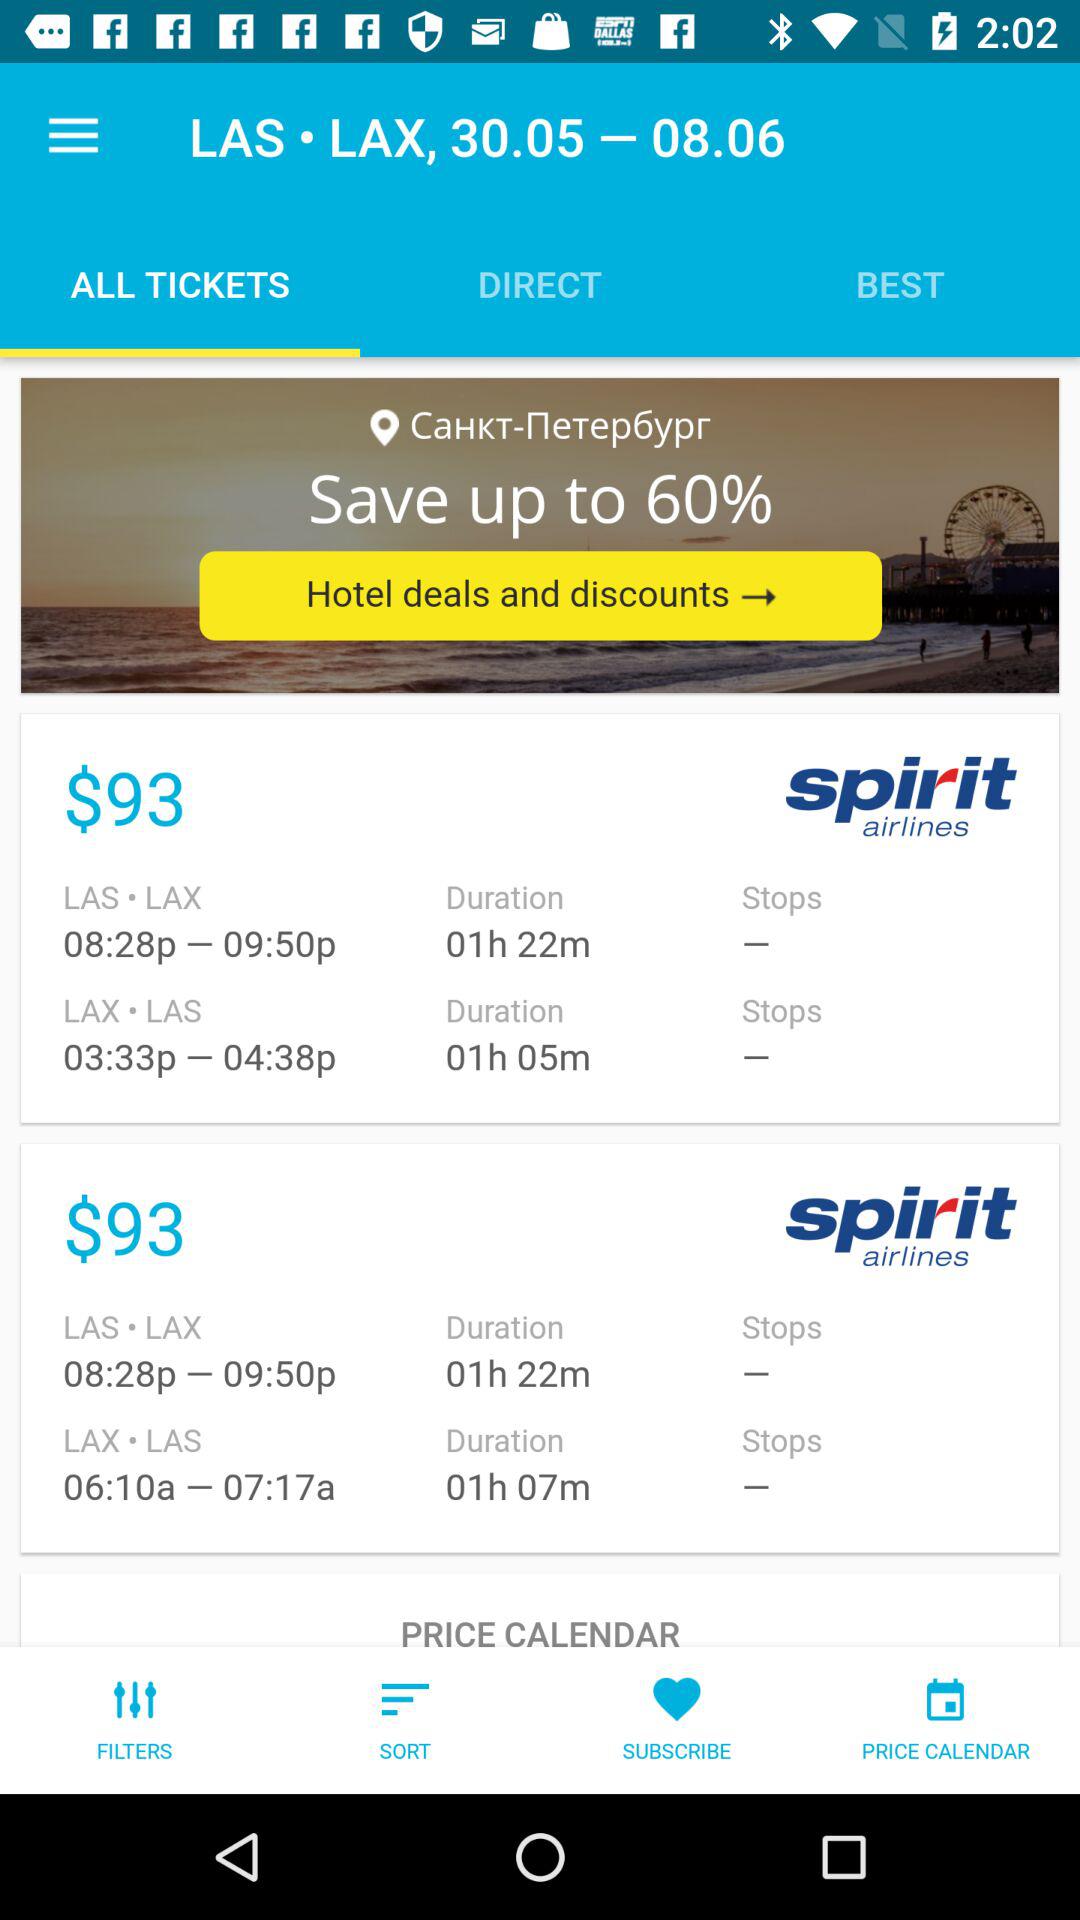 2:02
LAS • LAX, 30.05 — 08.06
ALL TICKETS DIRECT BEST
Санкт-Петербург
Save up to 60%
Hotel deals and discounts →
$93 spirit
airlines
LAS • LAX Duration Stops
08:28p — 09:50p 01h 22m —
LAX • LAS Duration Stops
03:33p — 04:38p 01h 05m —
$93 spirit
airlines
LAS • LAX Duration Stops
08:28p — 09:50p 01h 22m —
LAX • LAS Duration Stops
06:10a — 07:17a 01h 07m —
PRICE CALENDAR
FILTERS SORT SUBSCRIBE PRICE CALENDAR